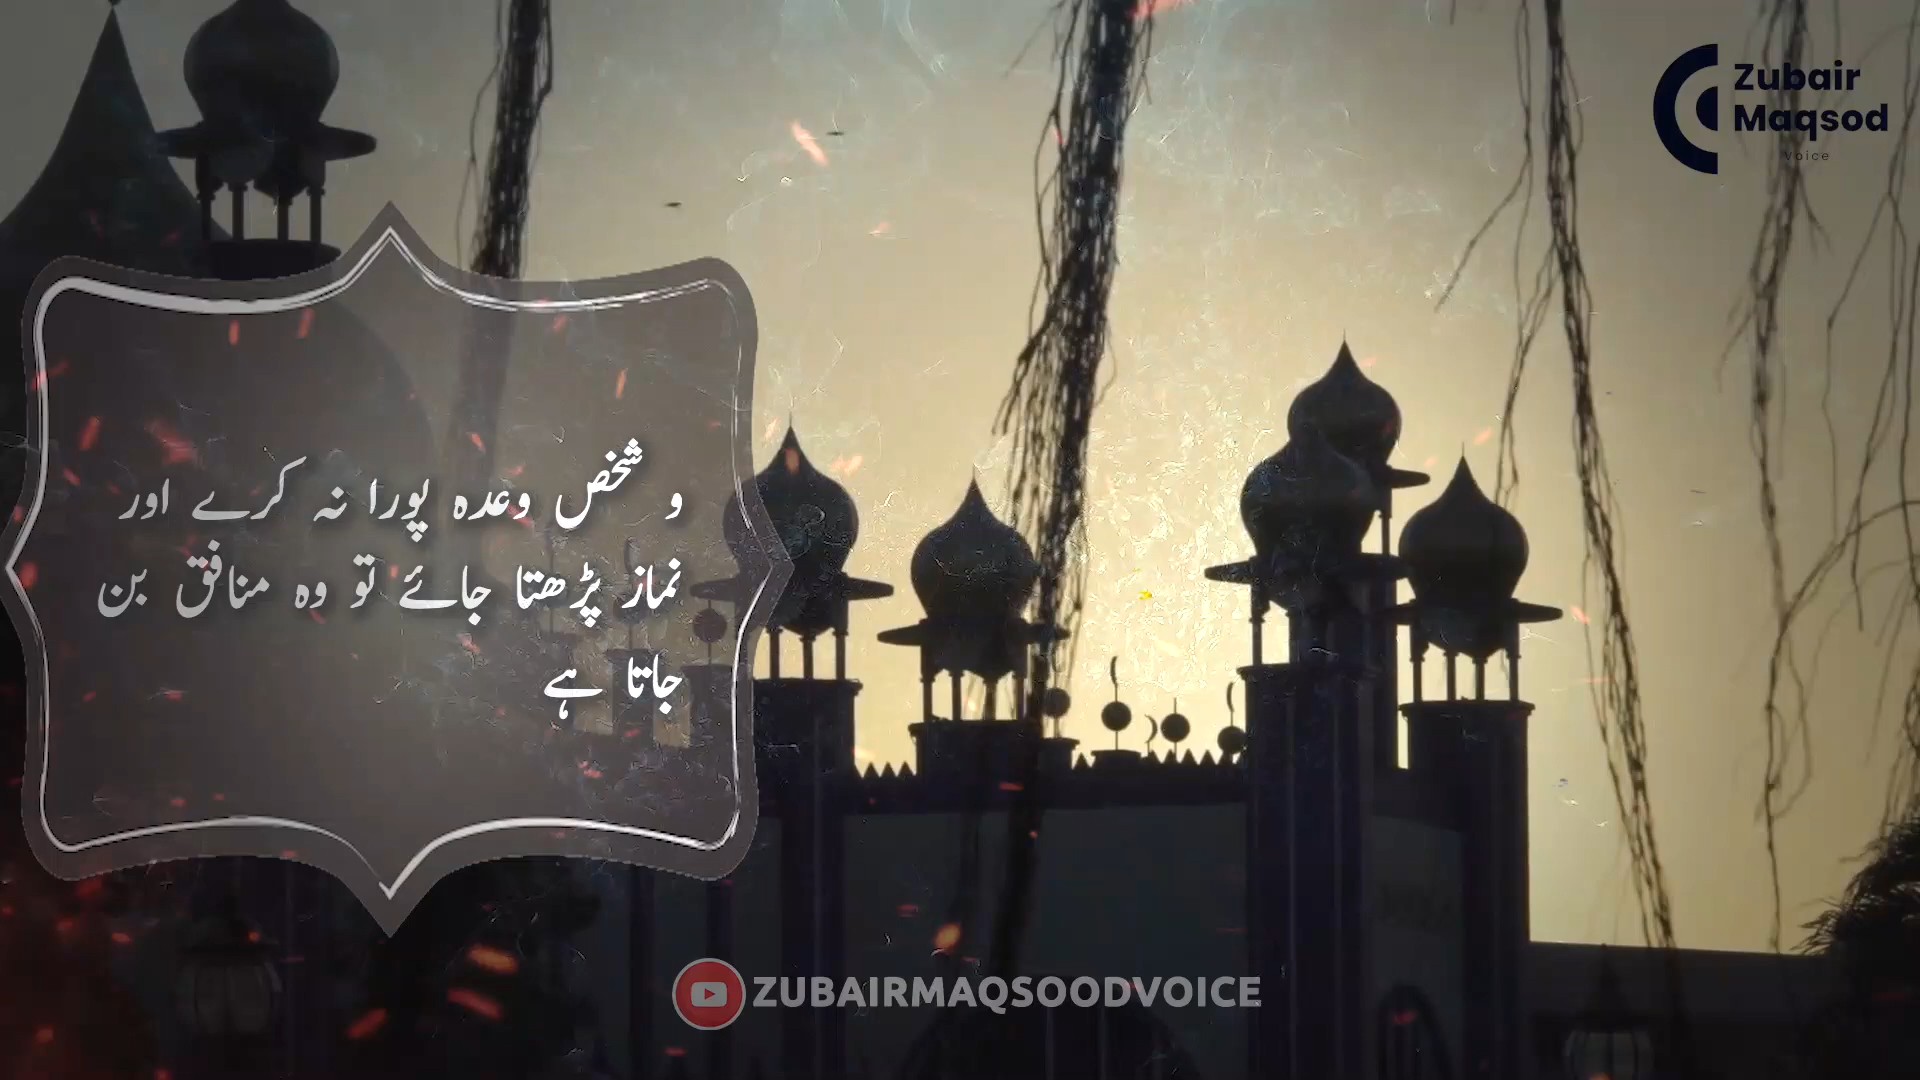 Zubair
Maqsod
Voice
و شخص وعدہ پورا نہ کرے اور
نماز پڑھتا جائے تو وہ منافق بن
جاتا ہے
ZUBAIRMAQSOODVOICE